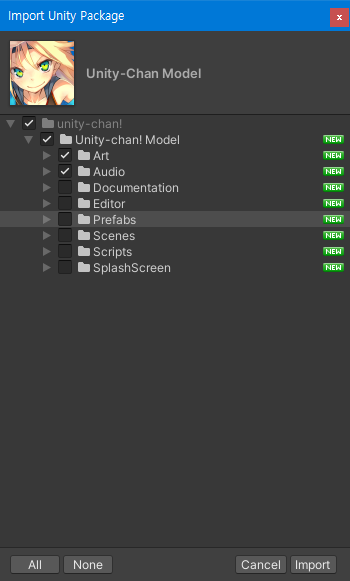 Import Unity Package
x
Unity-Chan Model
unity-chan!
Unity-chan! Model NEW
Art NEW
Audio NEW
Documentation NEW
Editor NEW
Prefabs NEW
Scenes NEW
Scripts NEW
SplashScreen NEW
All None Cancel Import